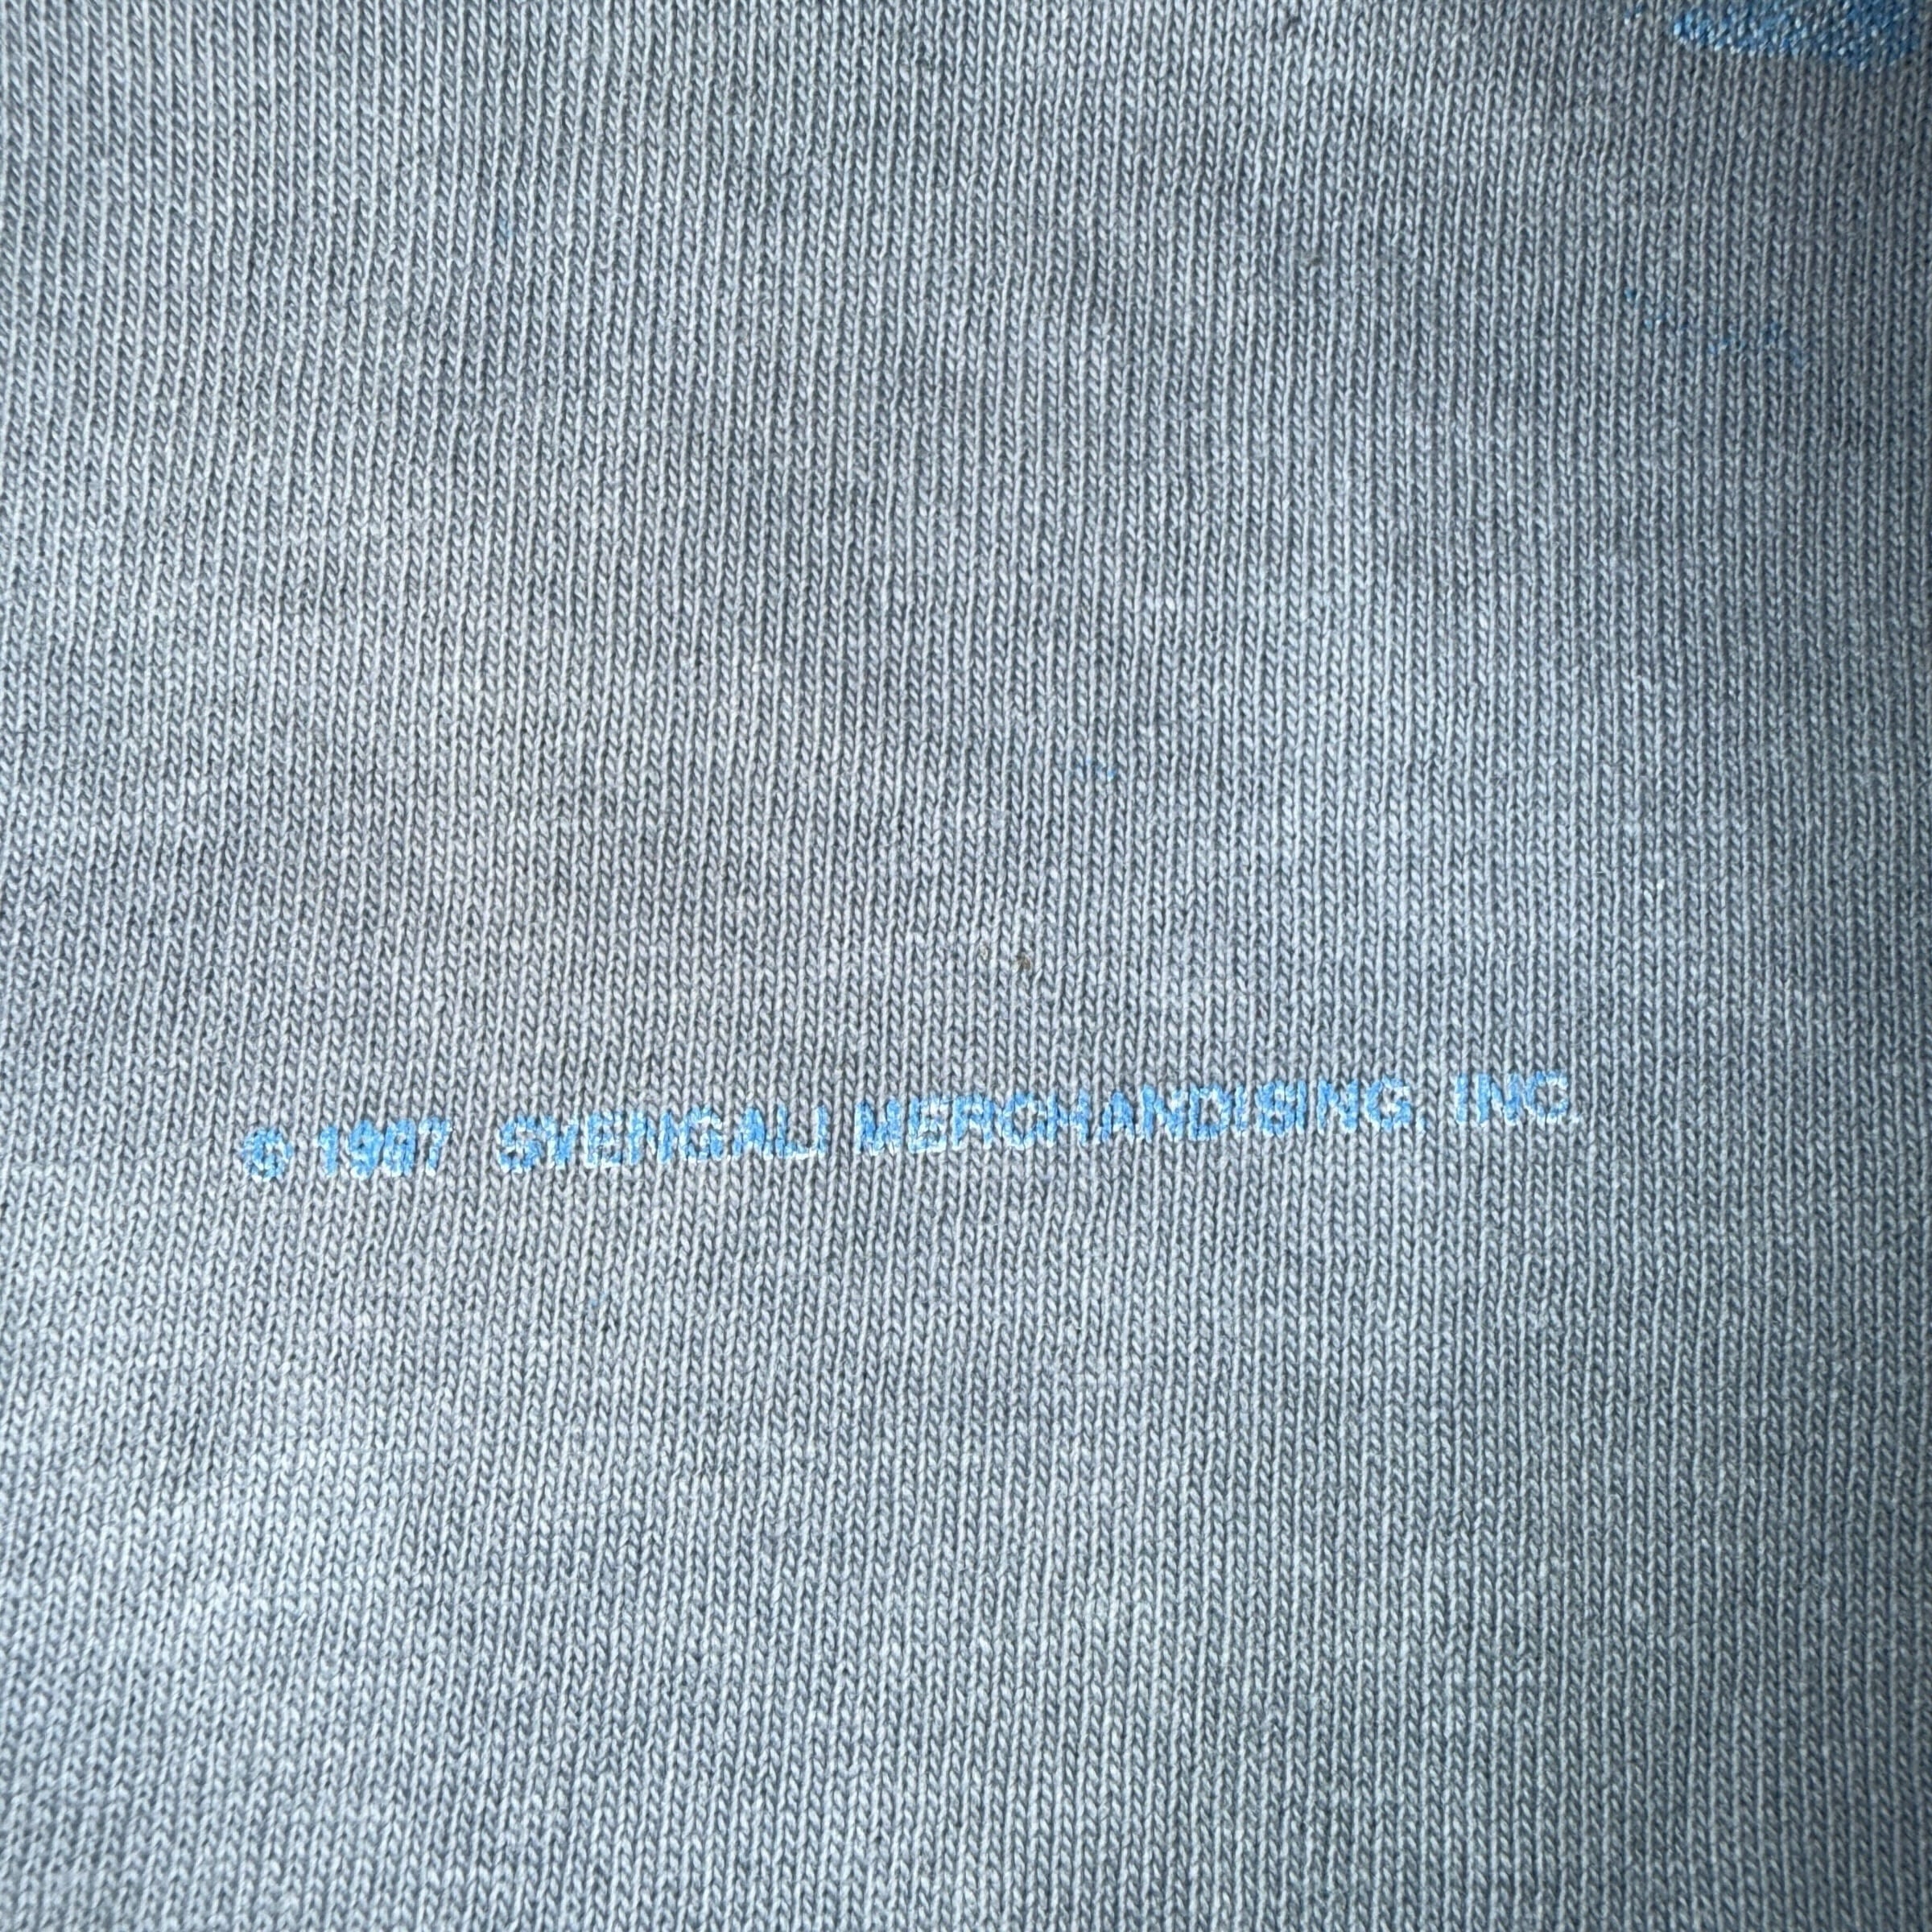 © 1987 SVENGALI MERCHANDISING, INC.